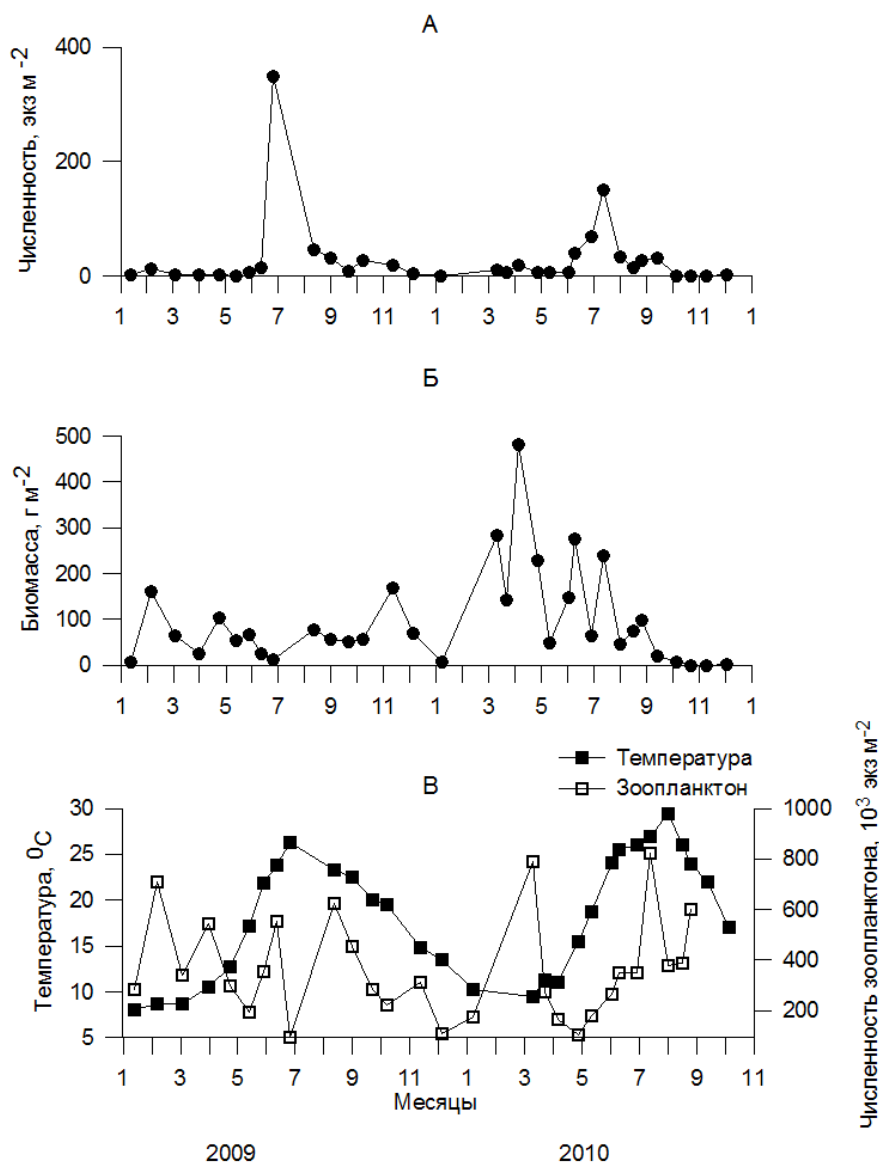 А
Численность, экз м -2
400
200
0
1 3 5 7 9 11 1 3 5 7 9 11 1
Б
Биомасса, г м-2
500
400
300
200
100
0
1 3 5 7 9 11 1 3 5 7 9 11 1
Температура
Зоопланктон
В
Температура, 0С
30
25
20
15
10
5
1000
800
600
400
200
Численность зоопланктона, 103 экз м-2
1 3 5 7 9 11 1 3 5 7 9 11
Месяцы
2009 2010